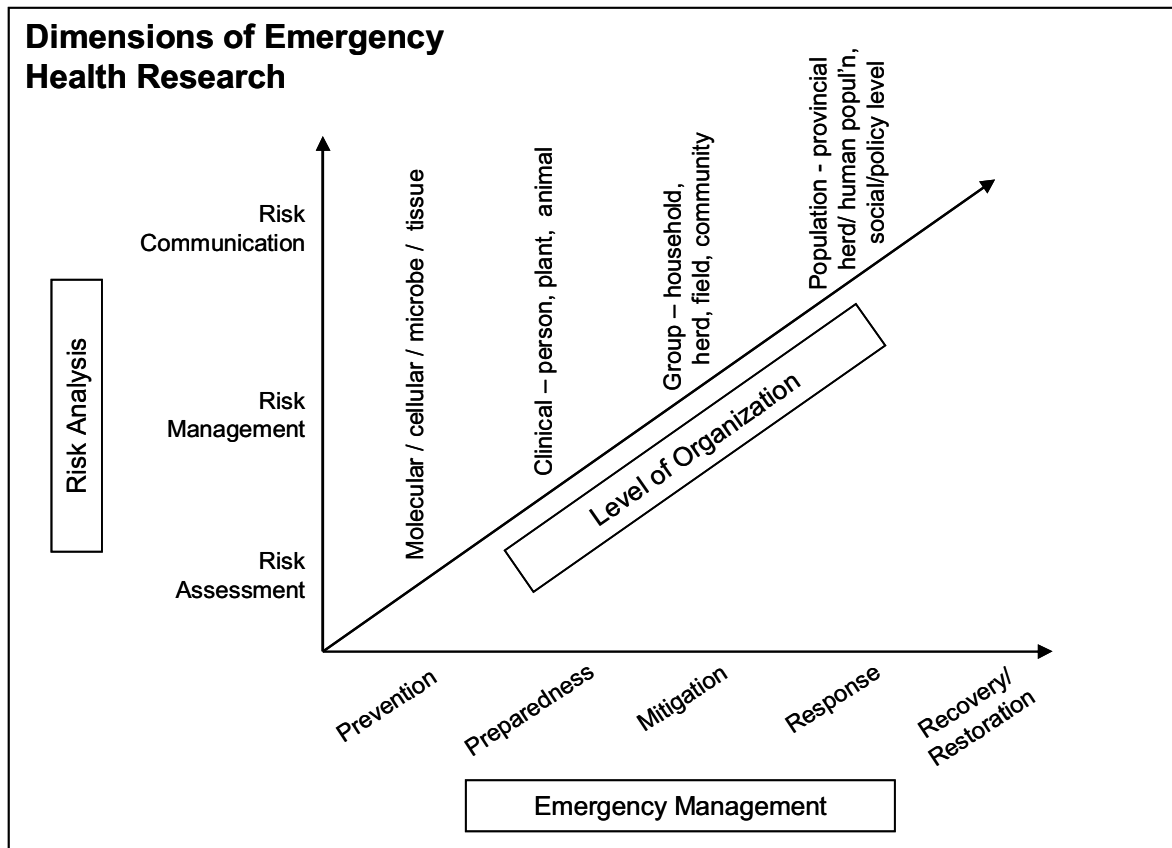 Dimensions of Emergency
Health Research
Risk
Communication
Risk
Management
Risk
Assessment
Risk Analysis
Molecular / cellular / microbe / tissue
Clinical – person, plant, animal
Group – household,
herd, field, community
Population - provincial
herd/ human popul'n,
social/policy level
Level of Organization
Prevention
Preparedness
Mitigation
Response
Recovery/
Restoration
Emergency Management